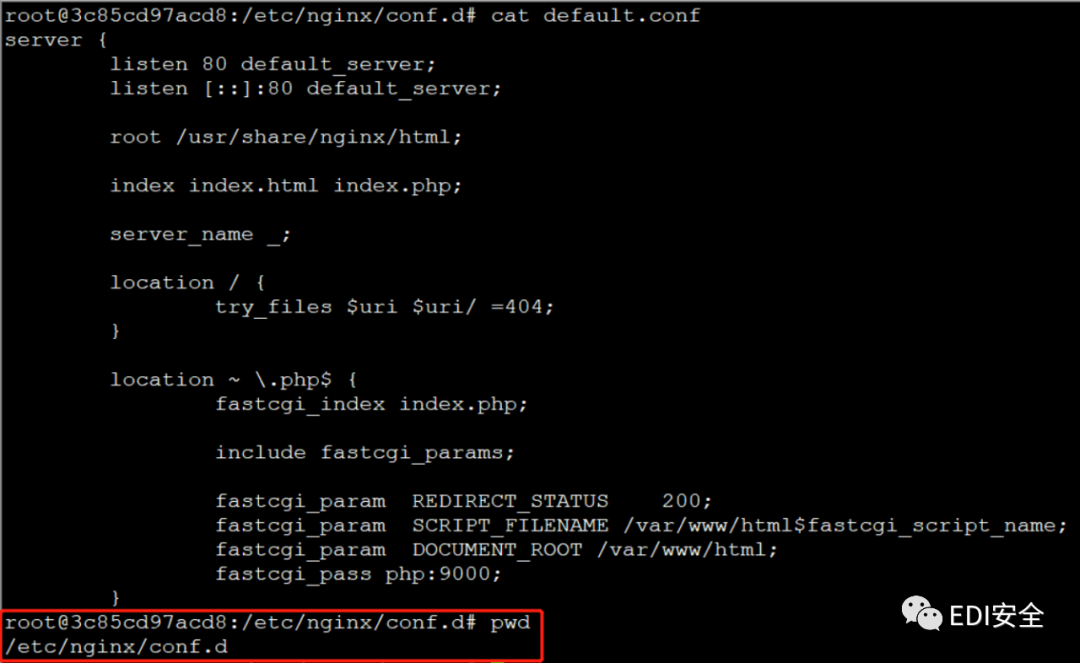 root@3c85cd97acd8:/etc/nginx/conf.d# cat default.conf
server {
listen 80 default_server;
listen [::]:80 default_server;
root /usr/share/nginx/html;
index index.html index.php;
server_name _;
location / {
try_files $uri $uri/ =404;
}
location ~ \.php$ {
fastcgi_index index.php;
include fastcgi_params;
fastcgi_param REDIRECT_STATUS 200;
fastcgi_param SCRIPT_FILENAME /var/www/html$fastcgi_script_name;
fastcgi_param DOCUMENT_ROOT /var/www/html;
fastcgi_pass php:9000;
}
root@3c85cd97acd8:/etc/nginx/conf.d# pwd
/etc/nginx/conf.d
EDI安全